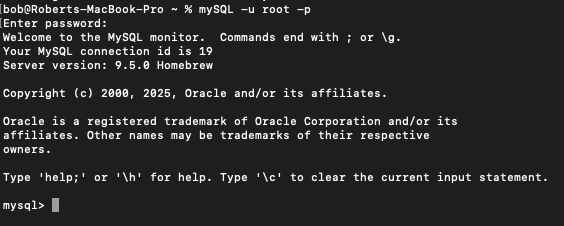 [bob@Roberts-MacBook-Pro ~ % mySQL -u root -p
[Enter password:
Welcome to the MySQL monitor.  Commands end with ; or \g.
Your MySQL connection id is 19
Server version: 9.5.0 Homebrew
Copyright (c) 2000, 2025, Oracle and/or its affiliates.
Oracle is a registered trademark of Oracle Corporation and/or its
affiliates. Other names may be trademarks of their respective
owners.
Type 'help;' or '\h' for help. Type '\c' to clear the current input statement.
mysql>